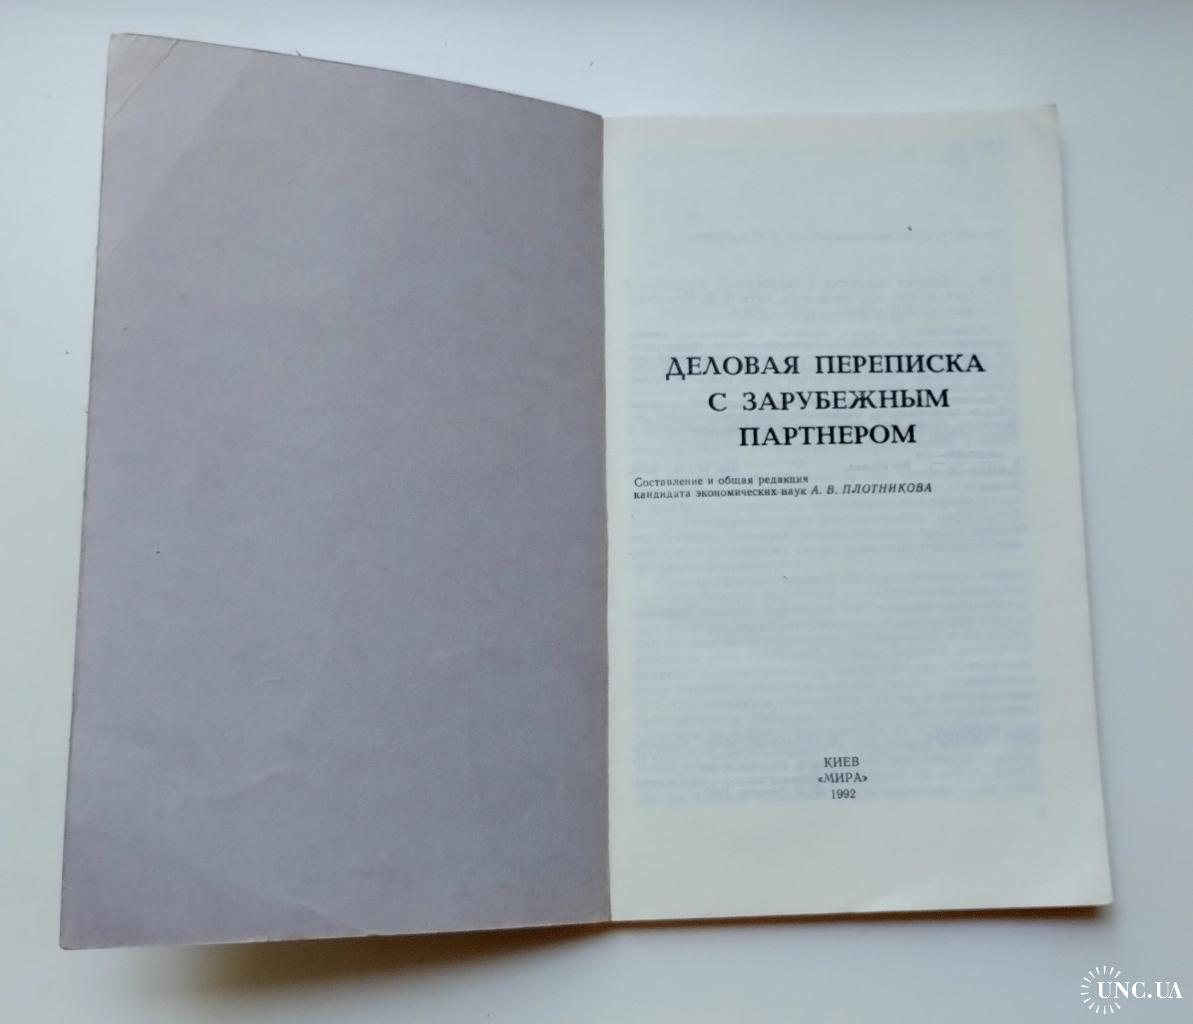 ДЕЛОВАЯ ПЕРЕПИСКА
С ЗАРУБЕЖНЫМ
ПАРТНЕРОМ
Составление и общая редакция
кандидата экономических наук А. В. ПЛОТНИКОВА
КИЕВ
«МИРА»
1992
UNC.UA